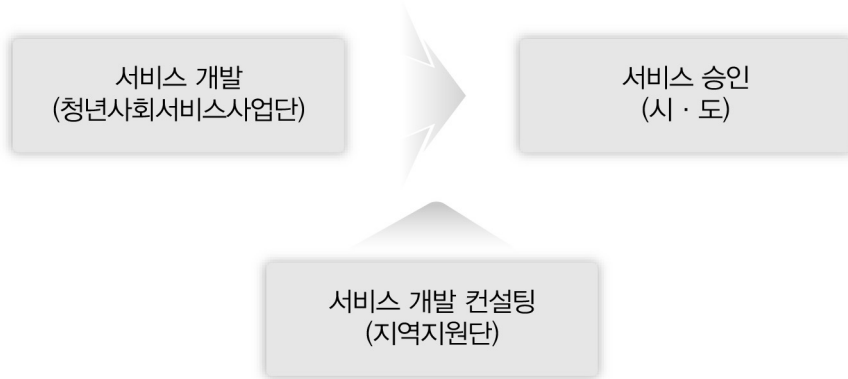 서비스 개발
(청년사회서비스사업단)
서비스 승인
(시 · 도)
서비스 개발 컨설팅
(지역지원단)